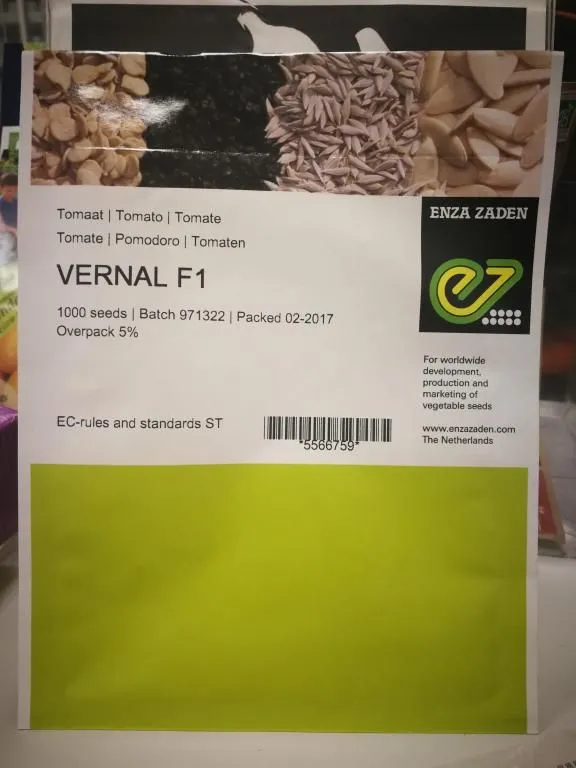 Tomaat | Tomato | Tomate
Tomate | Pomodoro | Tomaten
VERNAL F1
1000 seeds | Batch 971322 | Packed 02-2017
Overpack 5%
EC-rules and standards ST
*5566759*
ENZA ZADEN
For worldwide
development,
production and
marketing of
vegetable seeds
www.enzazaden.com
The Netherlands